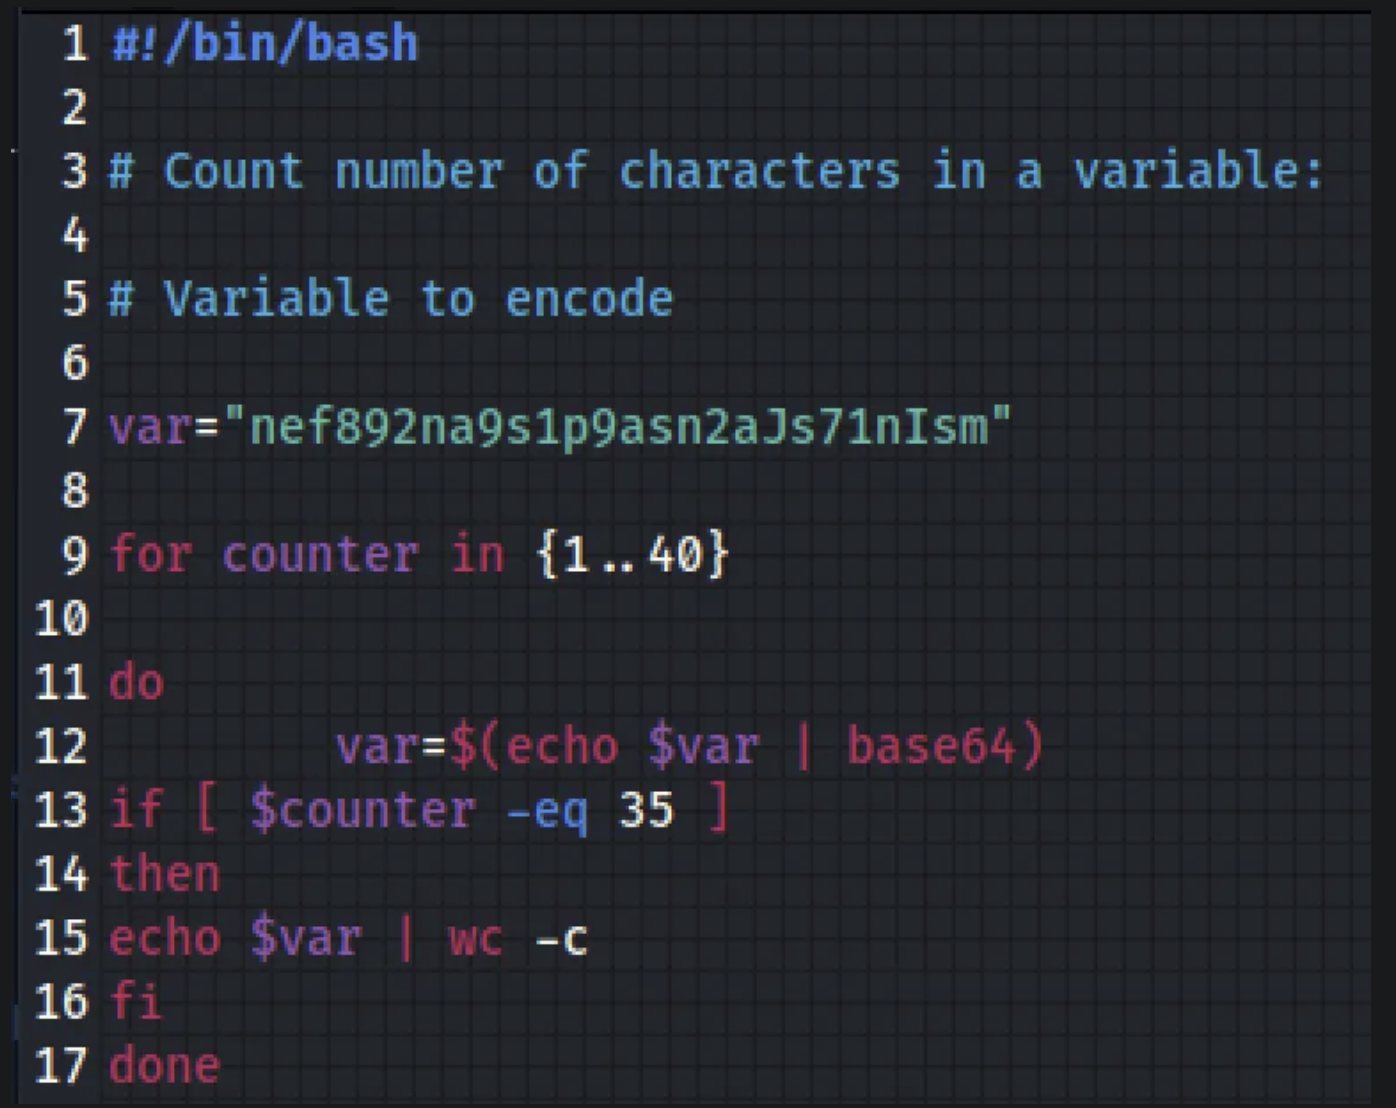 1 #!/bin/bash
2
3 # Count number of characters in a variable:
4
5 # Variable to encode
6
7 var="nef892na9s1p9asn2aJs71nIsm"
8
9 for counter in {1..40}
10
11 do
12         var=$(echo $var | base64)
13 if [ $counter -eq 35 ]
14 then
15 echo $var | wc -c
16 fi
17 done